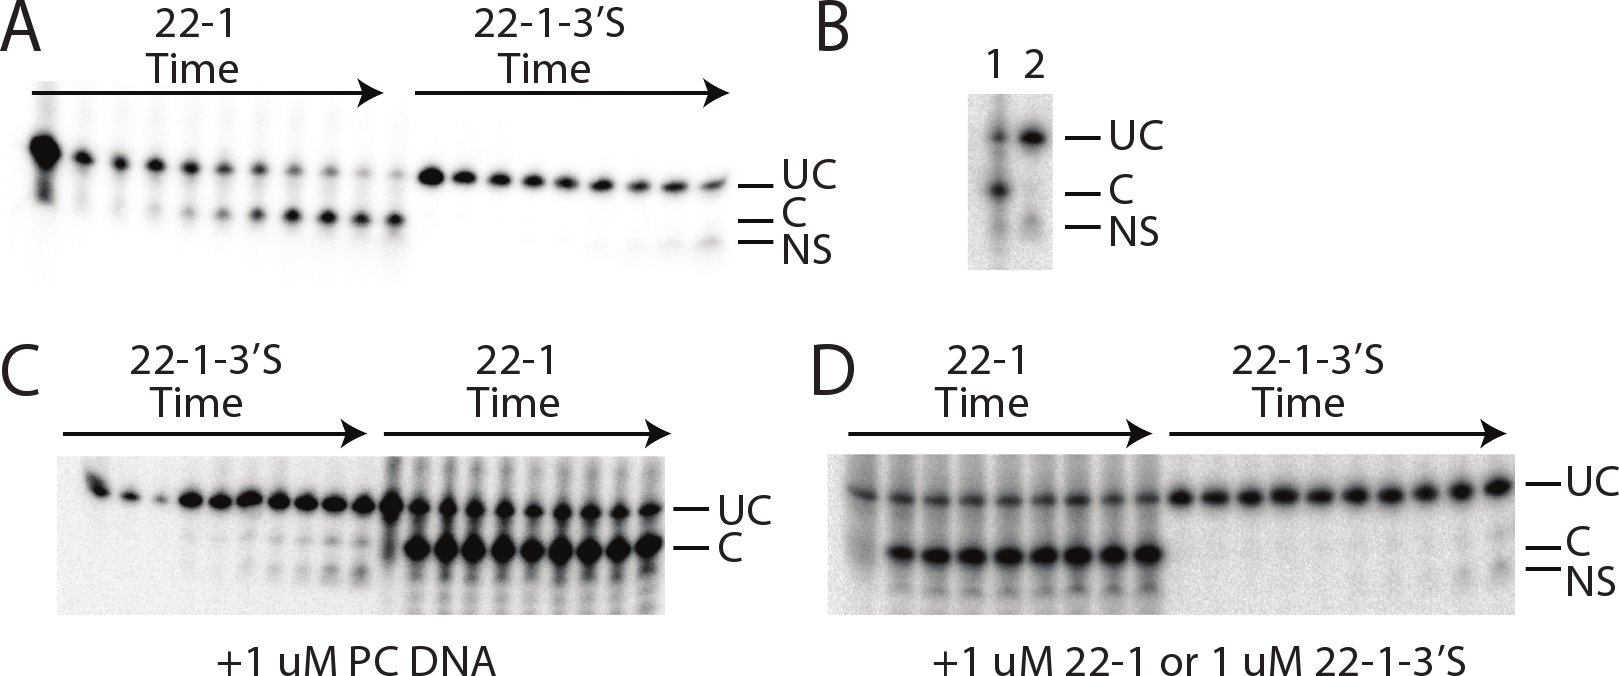 A
22-1
Time
22-1-3’S
Time
UC
C
NS
B
1 2
UC
C
NS
C
22-1-3’S
Time
22-1
Time
UC
C
+1 uM PC DNA
D
22-1
Time
22-1-3’S
Time
UC
C
NS
+1 uM 22-1 or 1 uM 22-1-3’S